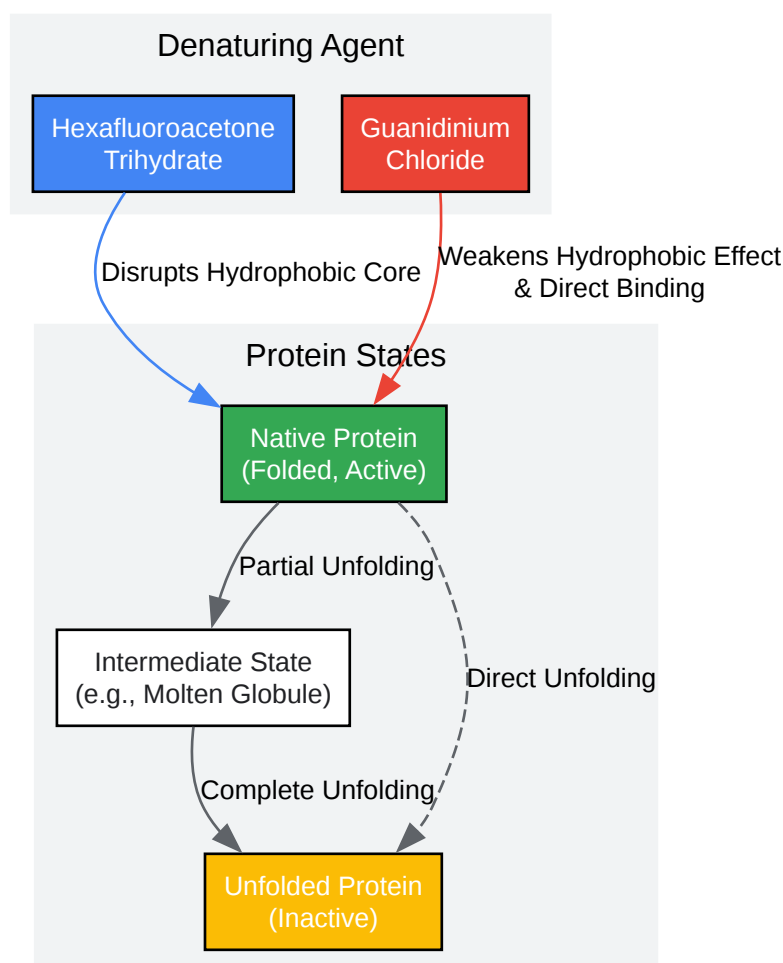 Denaturing Agent
Hexafluoroacetone
Trihydrate
Guanidinium
Chloride
Disrupts Hydrophobic Core
Weakens Hydrophobic Effect
& Direct Binding
Protein States
Native Protein
(Folded, Active)
Partial Unfolding
Intermediate State
(e.g., Molten Globule)
Direct Unfolding
Complete Unfolding
Unfolded Protein
(Inactive)